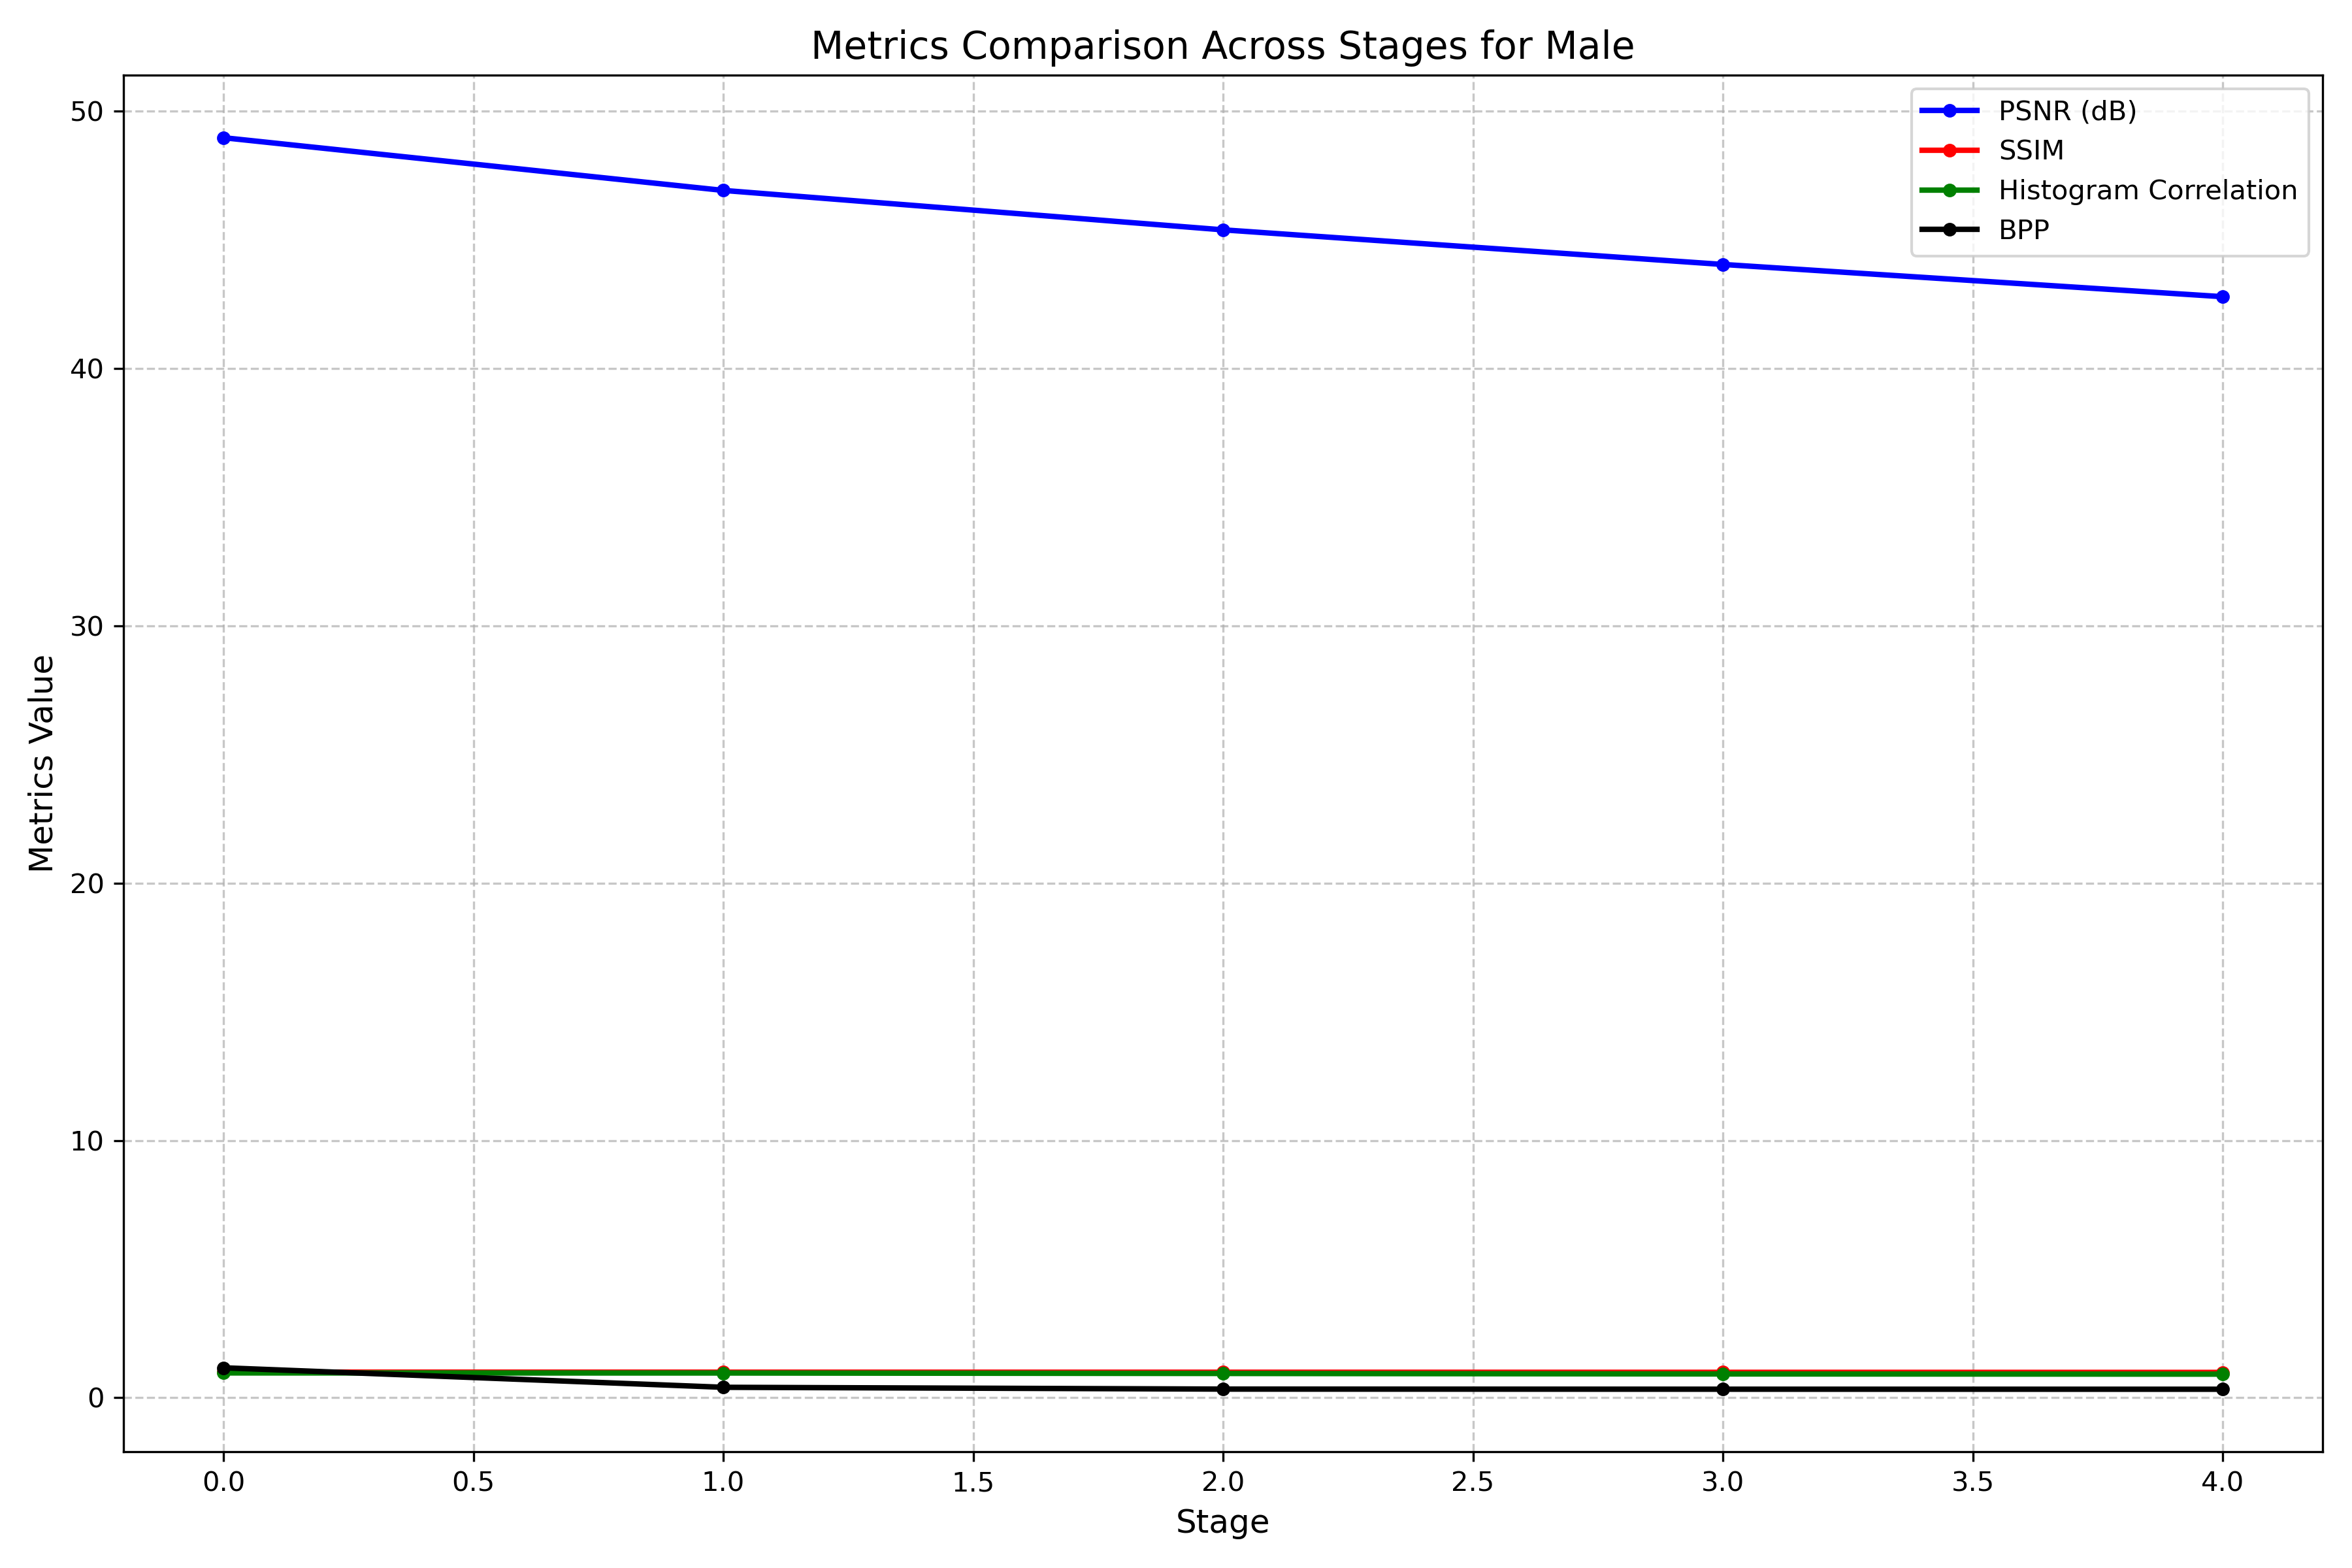 Metrics Comparison Across Stages for Male
PSNR (dB)
SSIM
Histogram Correlation
BPP
50
40
30
20
10
0
Metrics Value
0.0 0.5 1.0 1.5 2.0 2.5 3.0 3.5 4.0
Stage